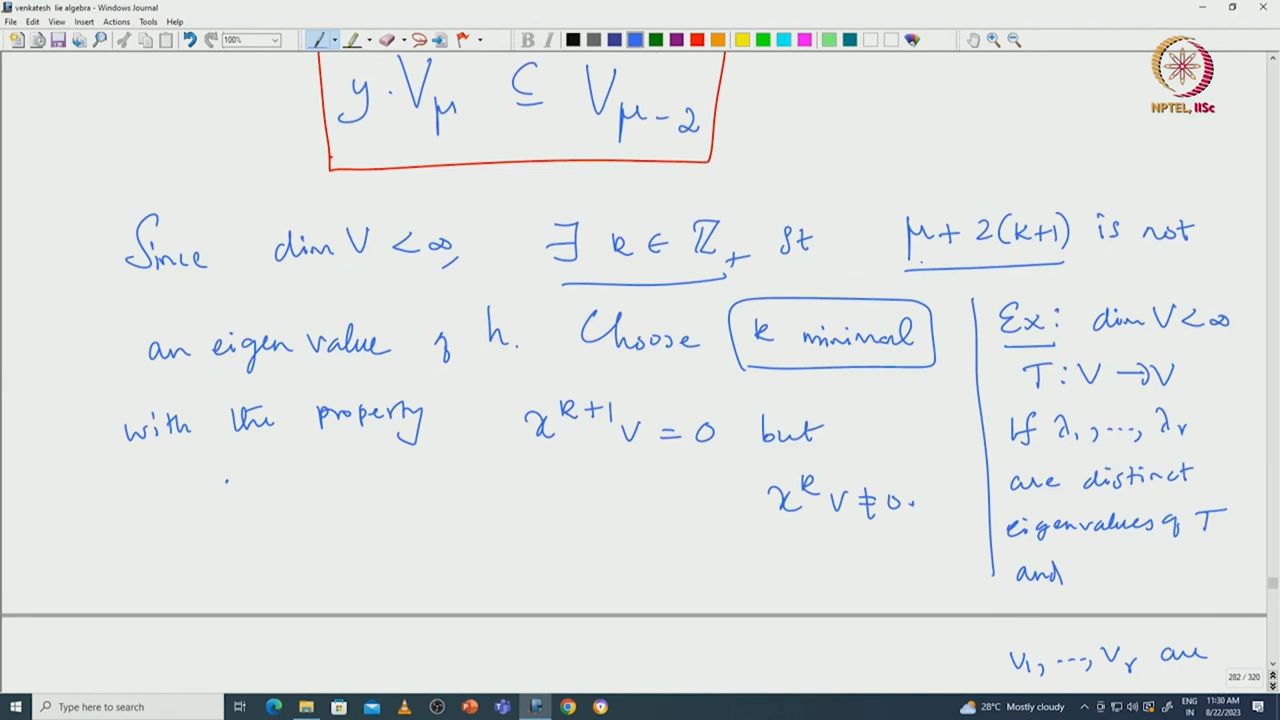 venkatesh lie algebra - Windows Journal
File Edit View Insert Actions Tools Help
100%
B I
NPTEL, IISc
y . V_μ ⊆ V_{μ-2}
Since dim V < ∞, ∃ k ∈ ℤ₊ st μ + 2(k+1) is not
an eigen value of h. Choose k minimal
with the property x^{k+1} v = 0 but
x^k v ≠ 0.
Ex: dim V < ∞
T : V → V
If λ₁, ..., λᵣ
are distinct
eigenvalues of T
and
v₁, ..., vᵣ are
282 / 320
Type here to search
28°C Mostly cloudy
ENG
IN
11:30 AM
8/22/2023